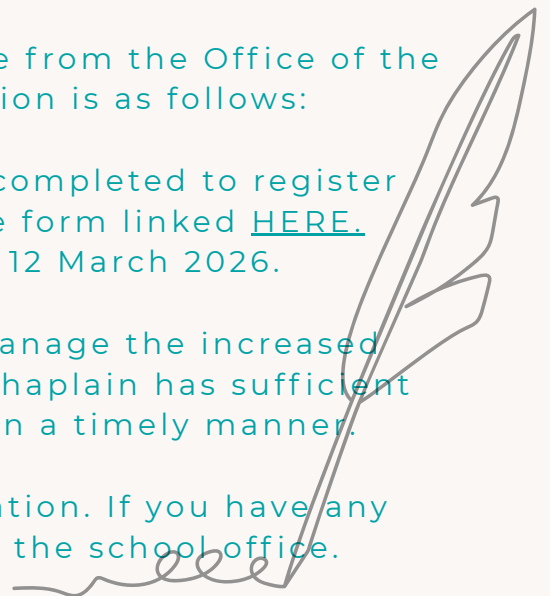 e from the Office of the
ion is as follows:
completed to register
e form linked HERE.
12 March 2026.
anage the increased
haplain has sufficient
n a timely manner.
ation. If you have any
the school office.